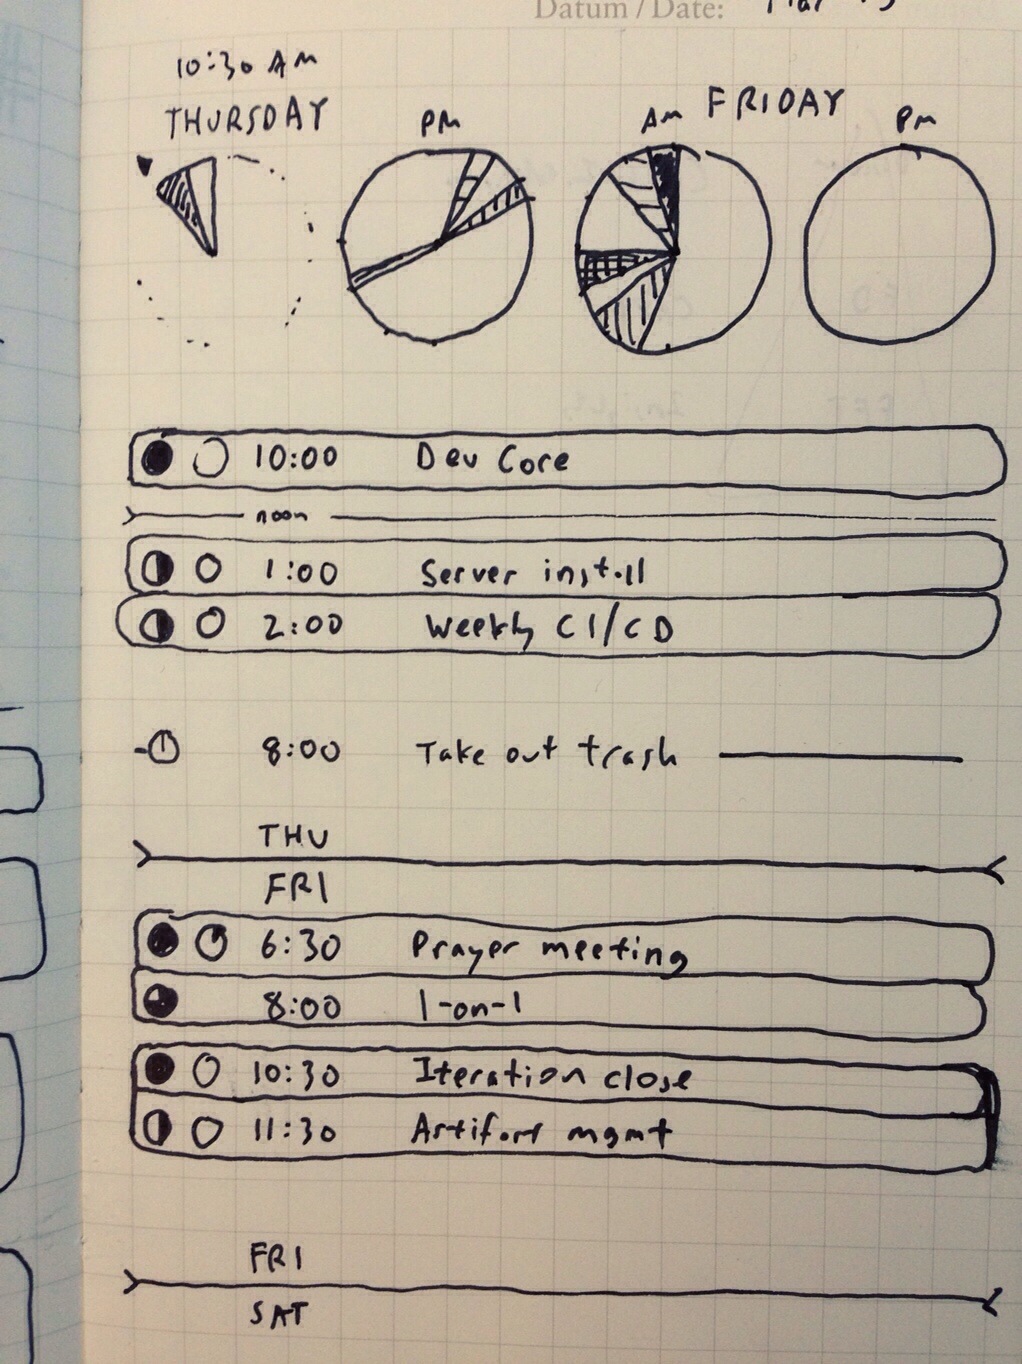 Datum / Date: Mar
10:30 AM
THURSDAY
PM
AM FRIDAY
PM
10:00 Dev Core
noon
1:00 Server install
2:00 Weekly CI/CD
8:00 Take out trash
THU
FRI
6:30 Prayer meeting
8:00 1-on-1
10:30 Iteration close
11:30 mgmt
FRI
SAT